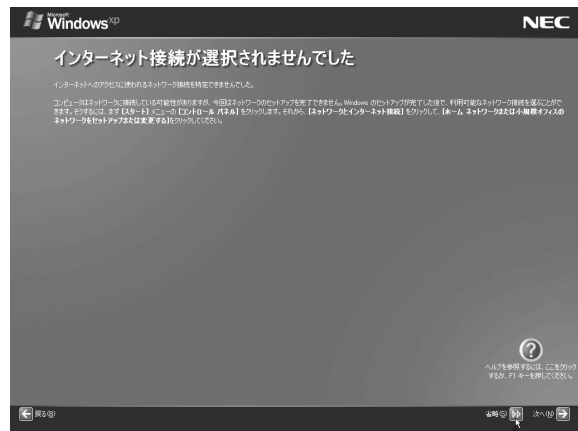 Microsoft
Windows xp
NEC
インターネット接続が選択されませんでした
インターネットへのアクセスに使われるネットワーク接続を特定できませんでした。
コンピュータはネットワークに接続している可能性がありますが、今回はネットワークのセットアップを完了できません。Windows のセットアップが完了した後で、利用可能なネットワーク接続を選ぶことがで
きます。そうするには、まず [スタート] メニューの [コントロール パネル] をクリックします。それから、[ネットワークとインターネット接続] をクリックして、[ホーム ネットワークまたは小規模オフィスの
ネットワークをセットアップまたは変更する]をクリックしてください。
?
ヘルプを参照するには、ここをクリック
するか、F1 キーを押してください。
戻る(B)
省略(S)
次へ(N)